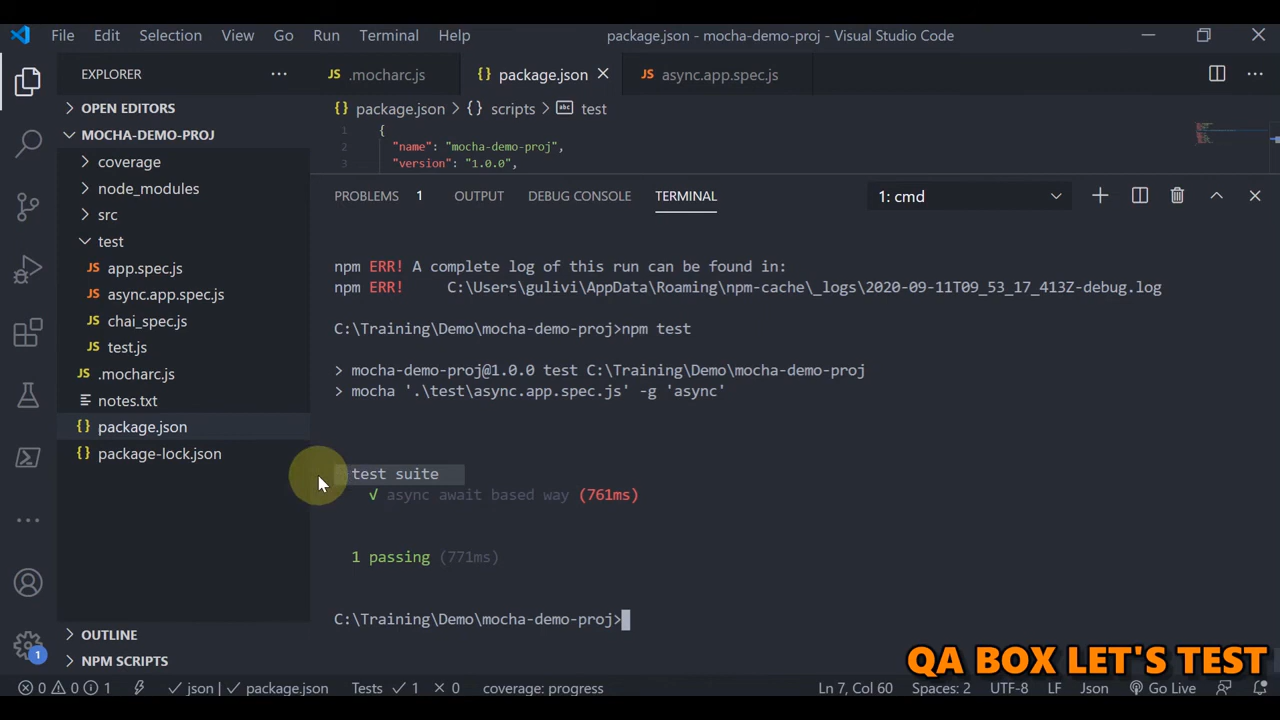 File Edit Selection View Go Run Terminal Help package.json - mocha-demo-proj - Visual Studio Code
EXPLORER
JS .mocharc.js {} package.json JS async.app.spec.js
OPEN EDITORS
{} package.json > {} scripts > abc test
MOCHA-DEMO-PROJ
1 {
2 "name": "mocha-demo-proj",
3 "version": "1.0.0",
coverage
node_modules
src
test
JS app.spec.js
JS async.app.spec.js
JS chai_spec.js
JS test.js
JS .mocharc.js
notes.txt
{} package.json
{} package-lock.json
PROBLEMS 1 OUTPUT DEBUG CONSOLE TERMINAL 1: cmd
npm ERR! A complete log of this run can be found in:
npm ERR! C:\Users\gulivi\AppData\Roaming\npm-cache\_logs\2020-09-11T09_53_17_413Z-debug.log
C:\Training\Demo\mocha-demo-proj>npm test
> mocha-demo-proj@1.0.0 test C:\Training\Demo\mocha-demo-proj
> mocha '.\test\async.app.spec.js' -g 'async'
test suite
√ async await based way (761ms)
1 passing (771ms)
C:\Training\Demo\mocha-demo-proj>
OUTLINE
NPM SCRIPTS
1
QA BOX LET'S TEST
0 0 1 json | package.json Tests 1 0 coverage: progress Ln 7, Col 60 Spaces: 2 UTF-8 LF Json Go Live